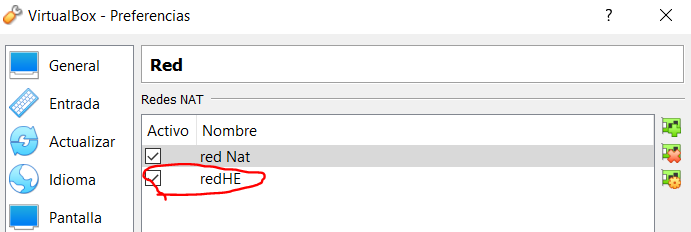 VirtualBox - Preferencias
?
General
Entrada
Actualizar
Idioma
Pantalla
Red
Redes NAT
Activo Nombre
red Nat
redHE